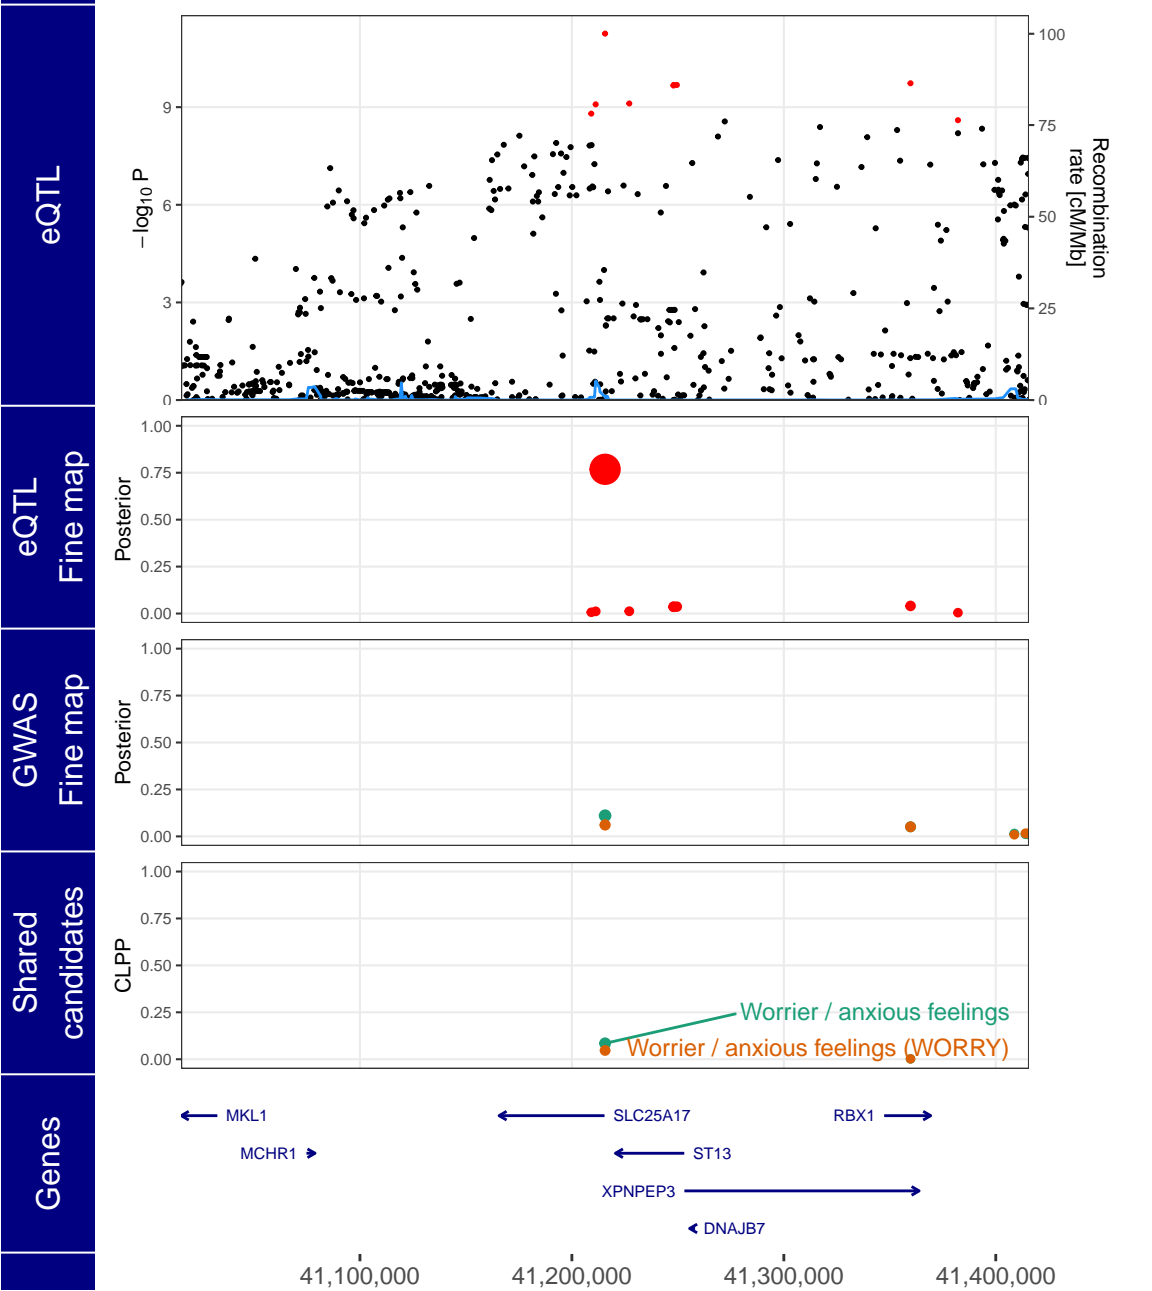 eQTL
−log10 P
9
6
3
0
100
75
50
25
0
Recombination
rate [cM/Mb]
eQTL
Fine map
Posterior
1.00
0.75
0.50
0.25
0.00
GWAS
Fine map
Posterior
1.00
0.75
0.50
0.25
0.00
Shared
candidates
CLPP
1.00
0.75
0.50
0.25
0.00
Worrier / anxious feelings
Worrier / anxious feelings (WORRY)
Genes
MKL1
SLC25A17
RBX1
MCHR1
ST13
XPNPEP3
DNAJB7
41,100,000
41,200,000
41,300,000
41,400,000